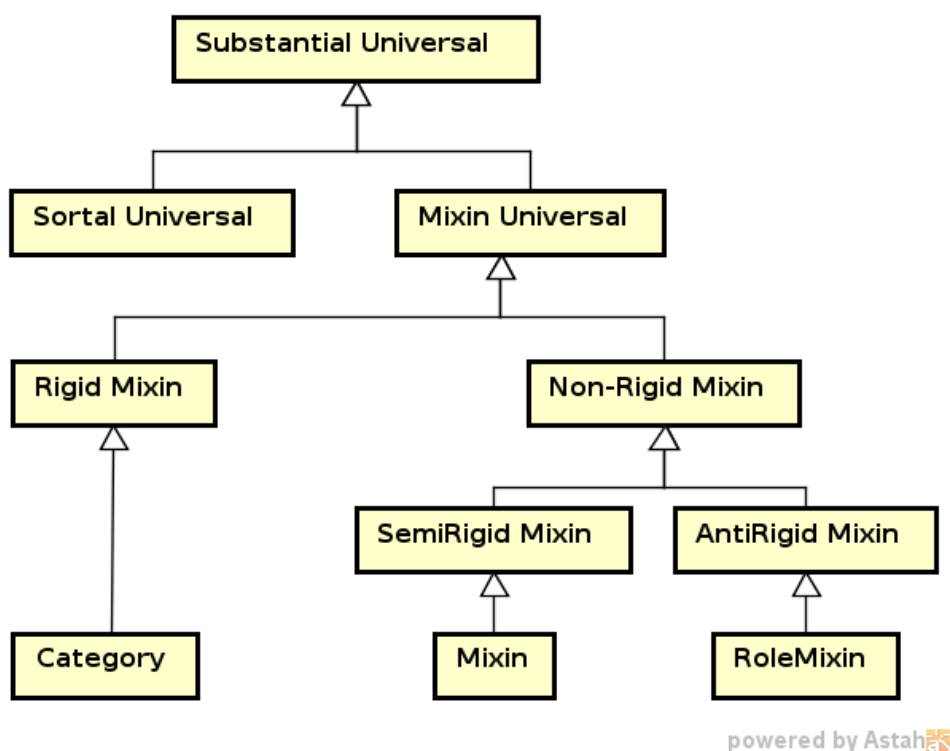 Substantial Universal
Sortal Universal
Mixin Universal
Rigid Mixin
Non-Rigid Mixin
SemiRigid Mixin
AntiRigid Mixin
Category
Mixin
RoleMixin
powered by Astah